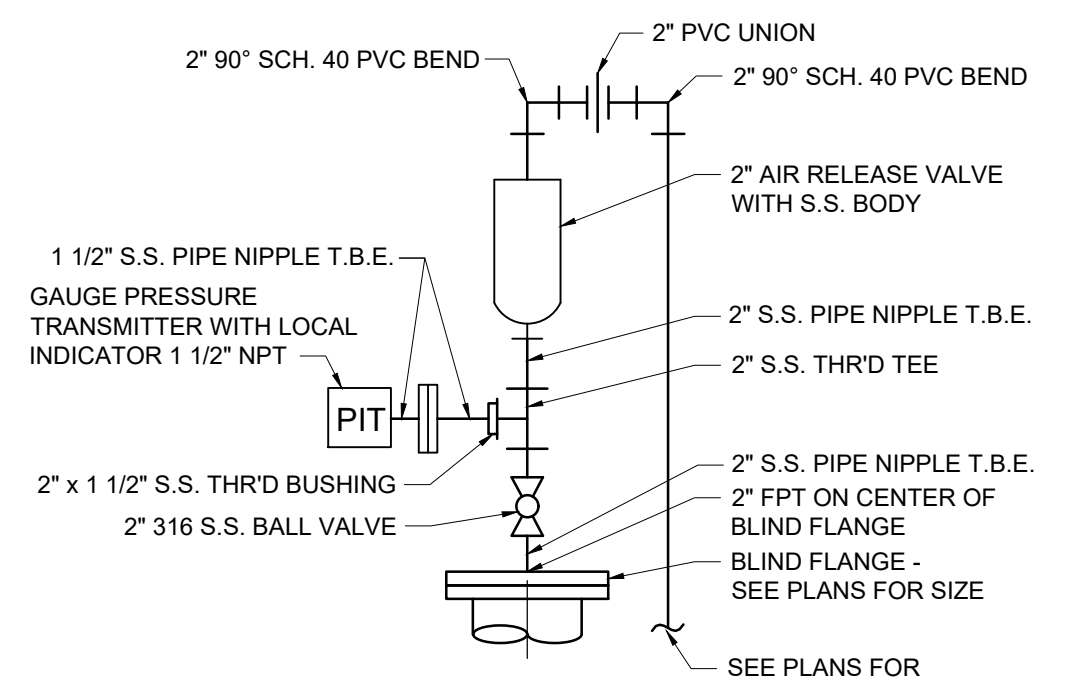 2" PVC UNION
2" 90° SCH. 40 PVC BEND
2" 90° SCH. 40 PVC BEND
2" AIR RELEASE VALVE
WITH S.S. BODY
1 1/2" S.S. PIPE NIPPLE T.B.E.
GAUGE PRESSURE
TRANSMITTER WITH LOCAL
INDICATOR 1 1/2" NPT
2" S.S. PIPE NIPPLE T.B.E.
2" S.S. THR'D TEE
PIT
2" x 1 1/2" S.S. THR'D BUSHING
2" 316 S.S. BALL VALVE
2" S.S. PIPE NIPPLE T.B.E.
2" FPT ON CENTER OF
BLIND FLANGE
BLIND FLANGE -
SEE PLANS FOR SIZE
SEE PLANS FOR